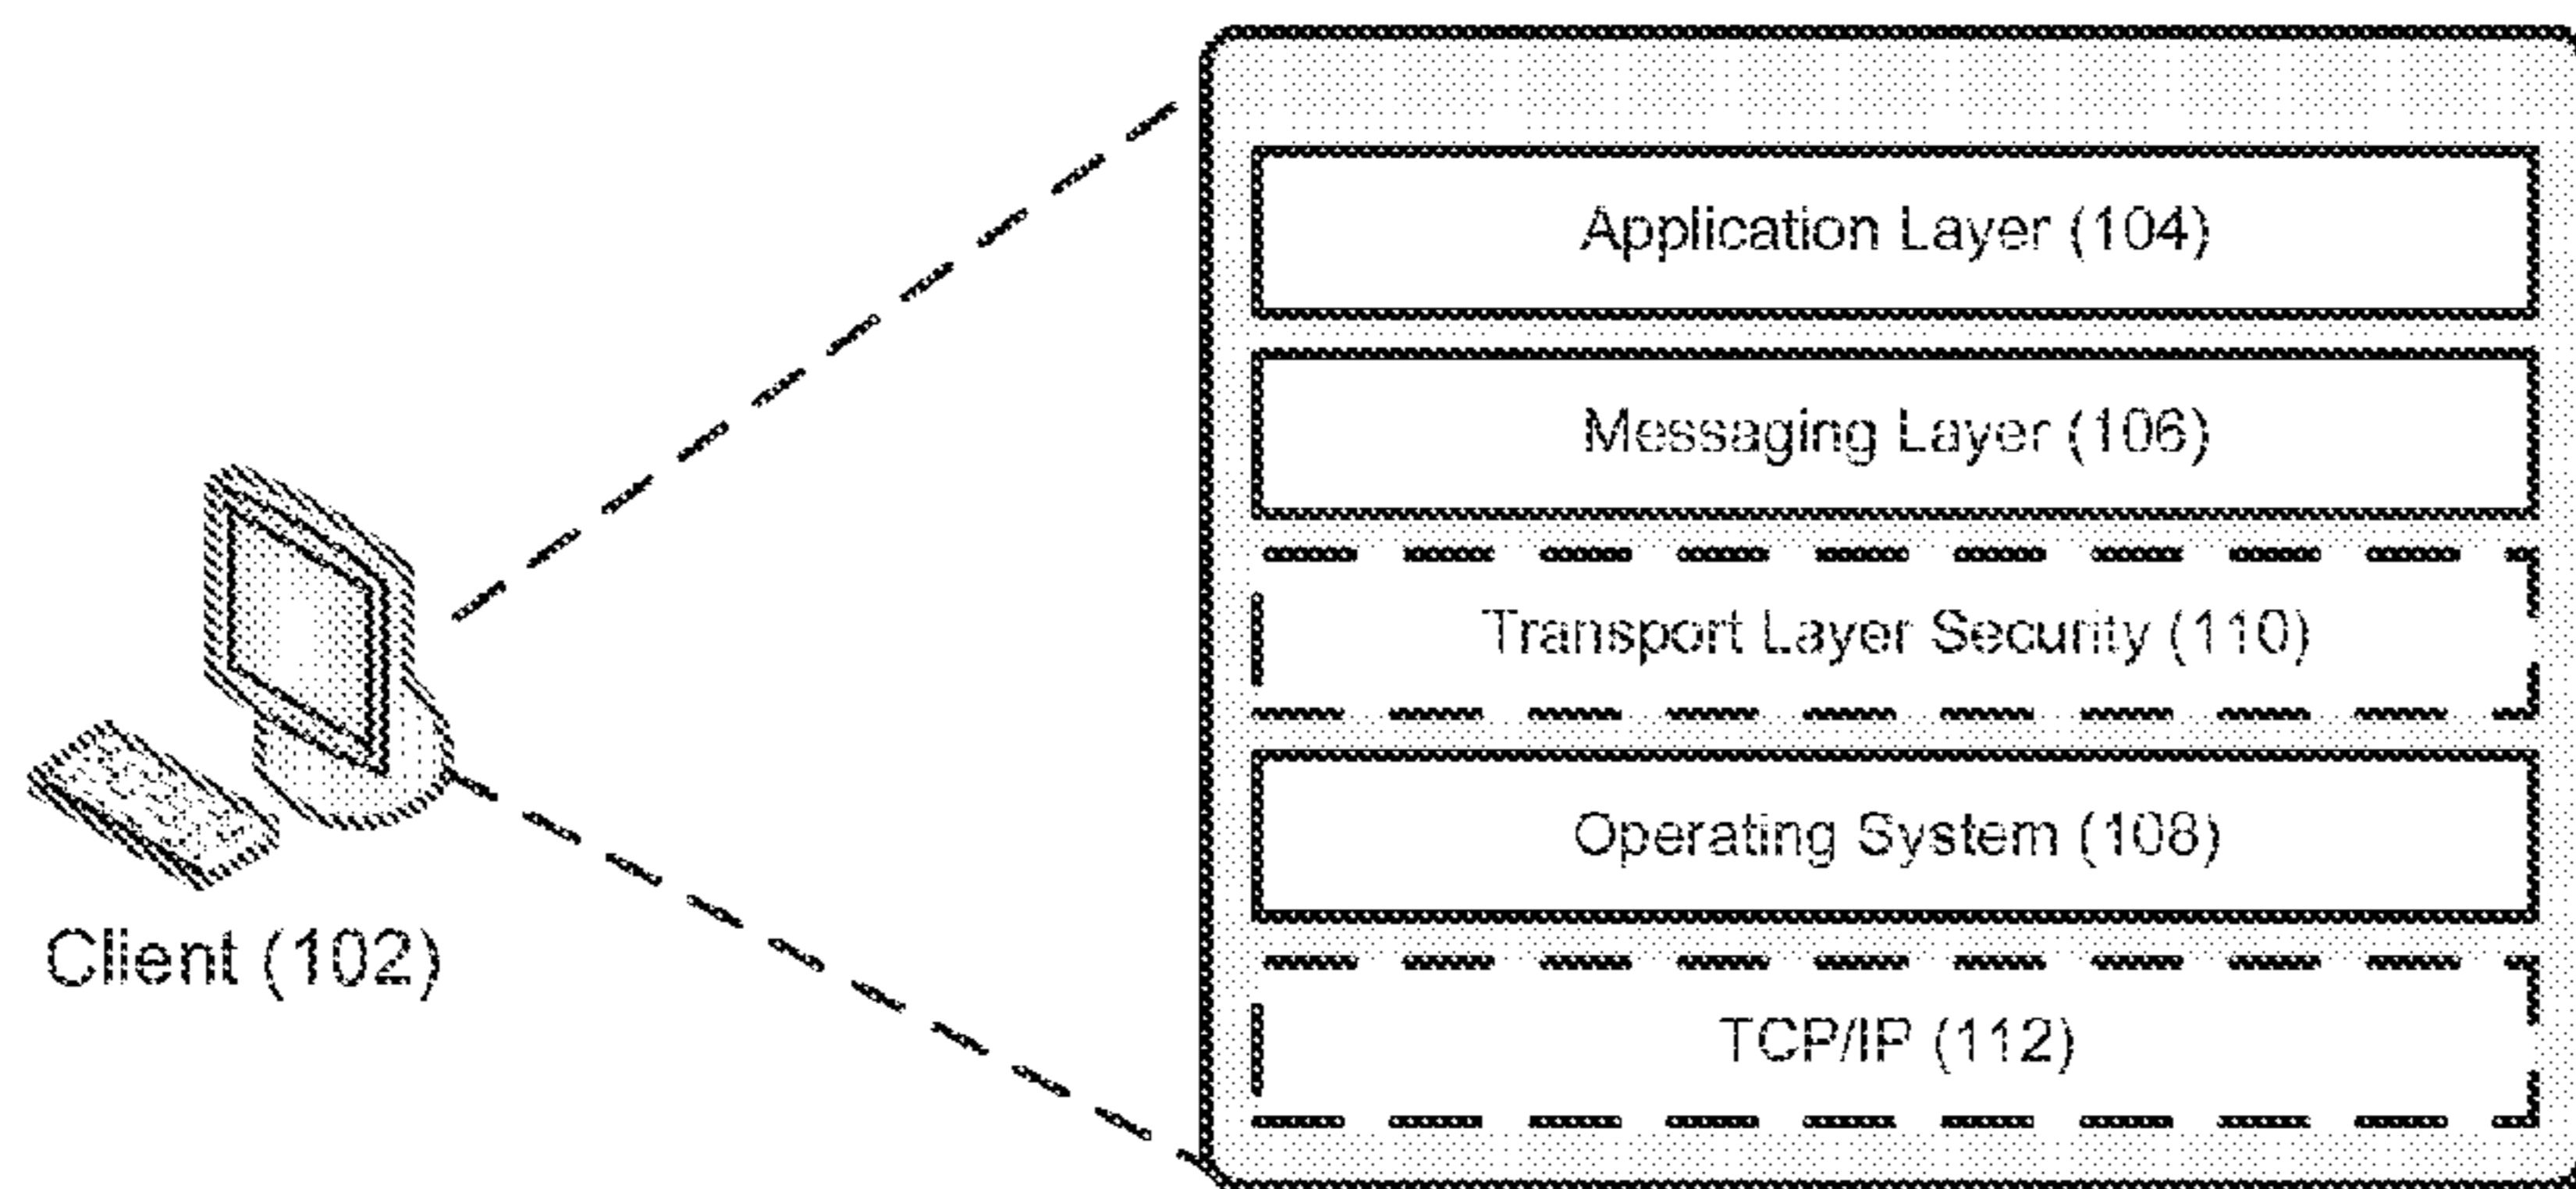 Application Layer (104)
Messaging Layer (106)
Transport Layer Security (110)
Operating System (108)
Client (102)
TCP/IP (112)